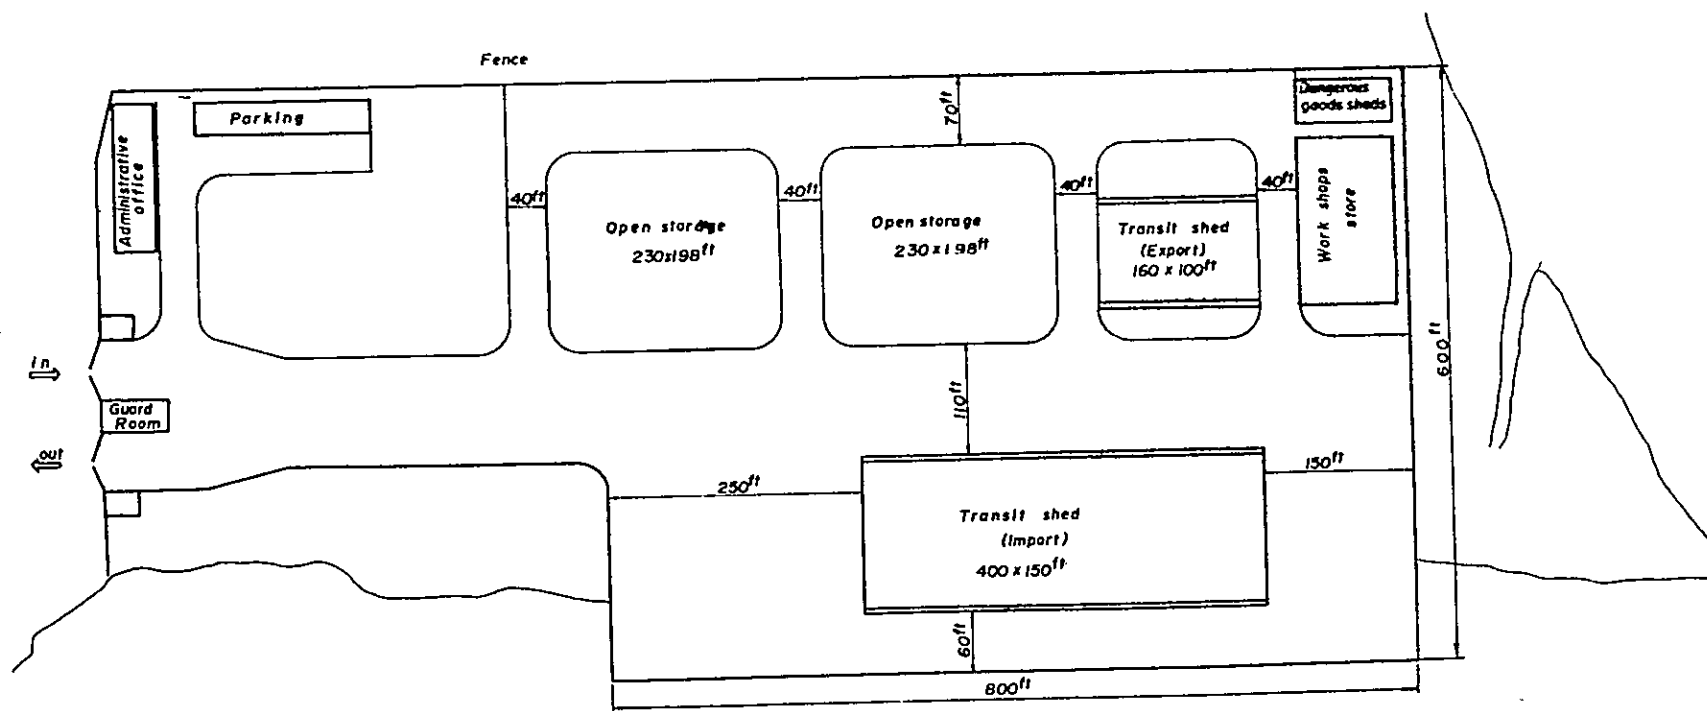 Fence
Dangerous
goods sheds
Parking
70ft
Administrative
office
40ft
40ft
40ft
40ft
Open storage
230x198ft
Open storage
230 x 198ft
Transit shed
(Export)
160 x 100ft
Work shops
store
in
600ft
Guard
Room
110ft
out
250ft
150ft
Transit shed
(Import)
400 x 150ft
60ft
800ft